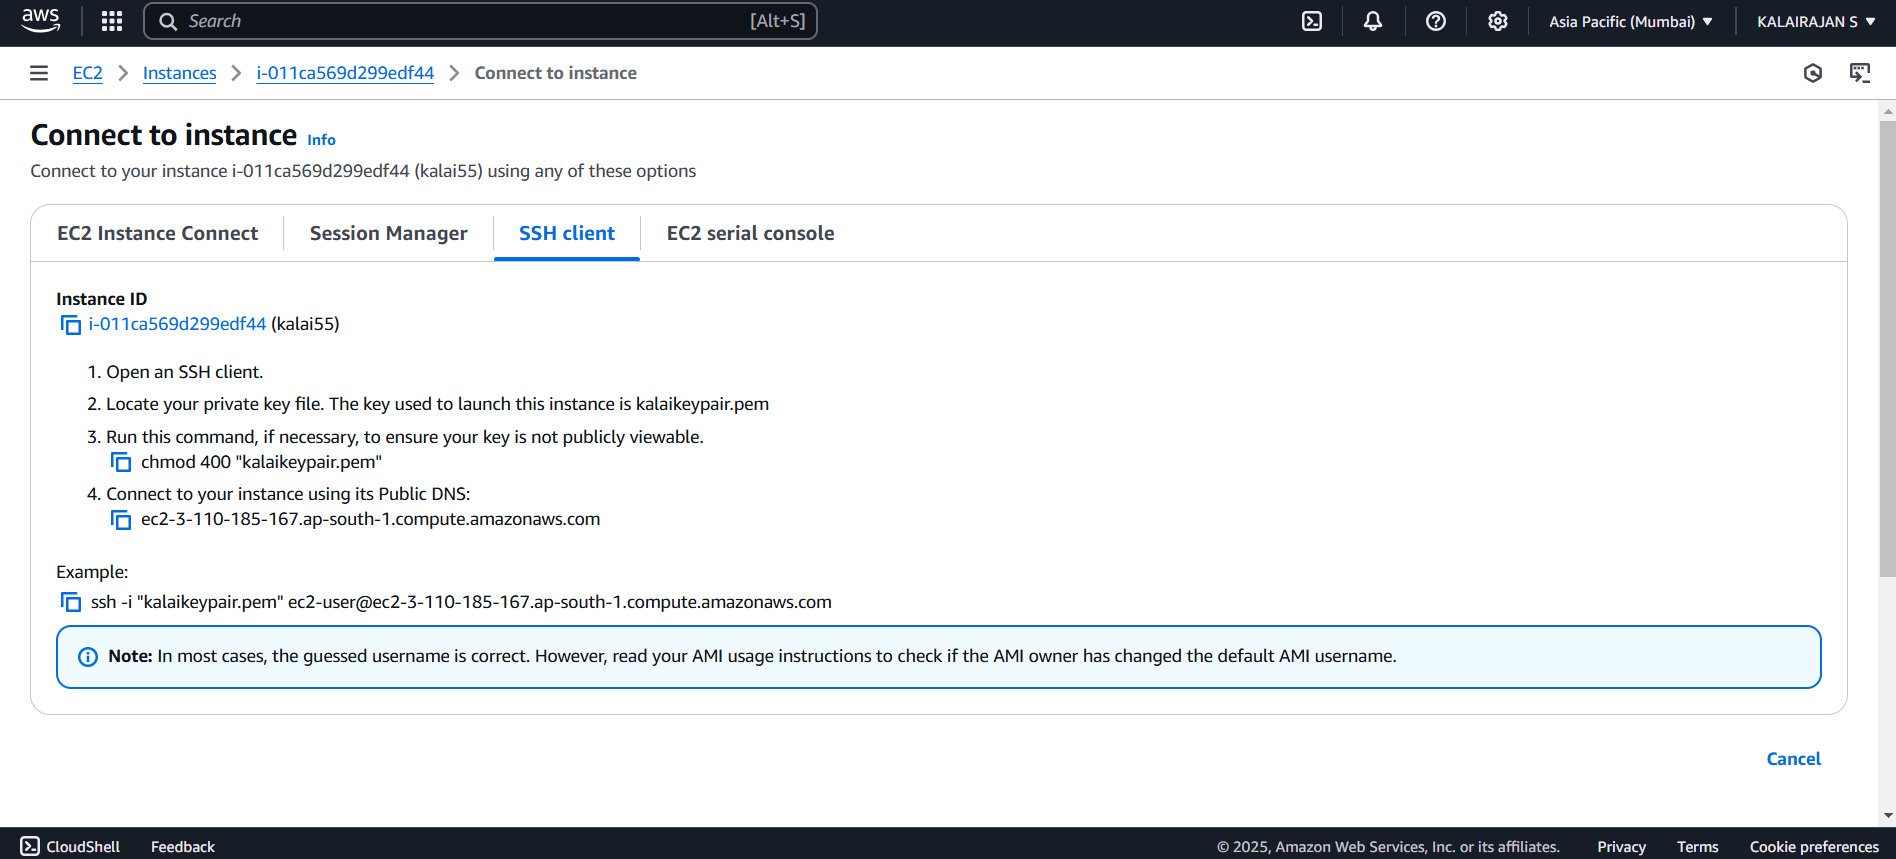 aws Search [Alt+S] Asia Pacific (Mumbai) KALAIRAJAN S
EC2 Instances i-011ca569d299edf44 Connect to instance
Connect to instance Info
Connect to your instance i-011ca569d299edf44 (kalai55) using any of these options
EC2 Instance Connect Session Manager SSH client EC2 serial console
Instance ID
i-011ca569d299edf44 (kalai55)
1. Open an SSH client.
2. Locate your private key file. The key used to launch this instance is kalaikeypair.pem
3. Run this command, if necessary, to ensure your key is not publicly viewable.
chmod 400 "kalaikeypair.pem"
4. Connect to your instance using its Public DNS:
ec2-3-110-185-167.ap-south-1.compute.amazonaws.com
Example:
ssh -i "kalaikeypair.pem" ec2-user@ec2-3-110-185-167.ap-south-1.compute.amazonaws.com
Note: In most cases, the guessed username is correct. However, read your AMI usage instructions to check if the AMI owner has changed the default AMI username.
Cancel
CloudShell Feedback © 2025, Amazon Web Services, Inc. or its affiliates. Privacy Terms Cookie preferences